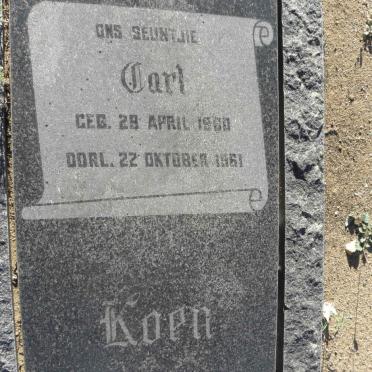 ONS SEUNTJIE
Carl
GEB. 29 APRIL 1960
OORL. 22 OKTOBER 1961
Koen